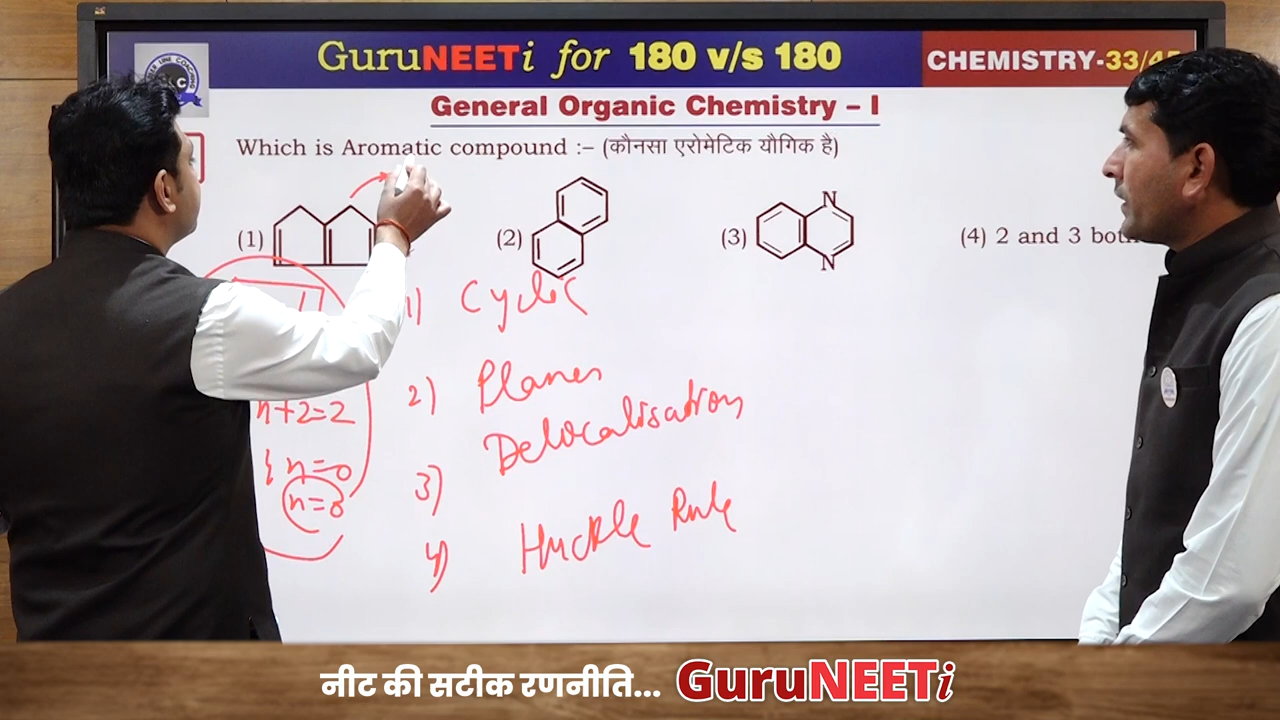 GuruNEETi for 180 v/s 180
CHEMISTRY-33/45
General Organic Chemistry – I
Which is Aromatic compound :– (कौनसा एरोमेटिक यौगिक है)
(1)
(2)
(3)
N
N
(4) 2 and 3 both
1) Cyclic
2) Planer
Delocalisation
3)
4) Huckle Rule
n+2=2
n=0
n=0
नीट की सटीक रणनीति... GuruNEETi